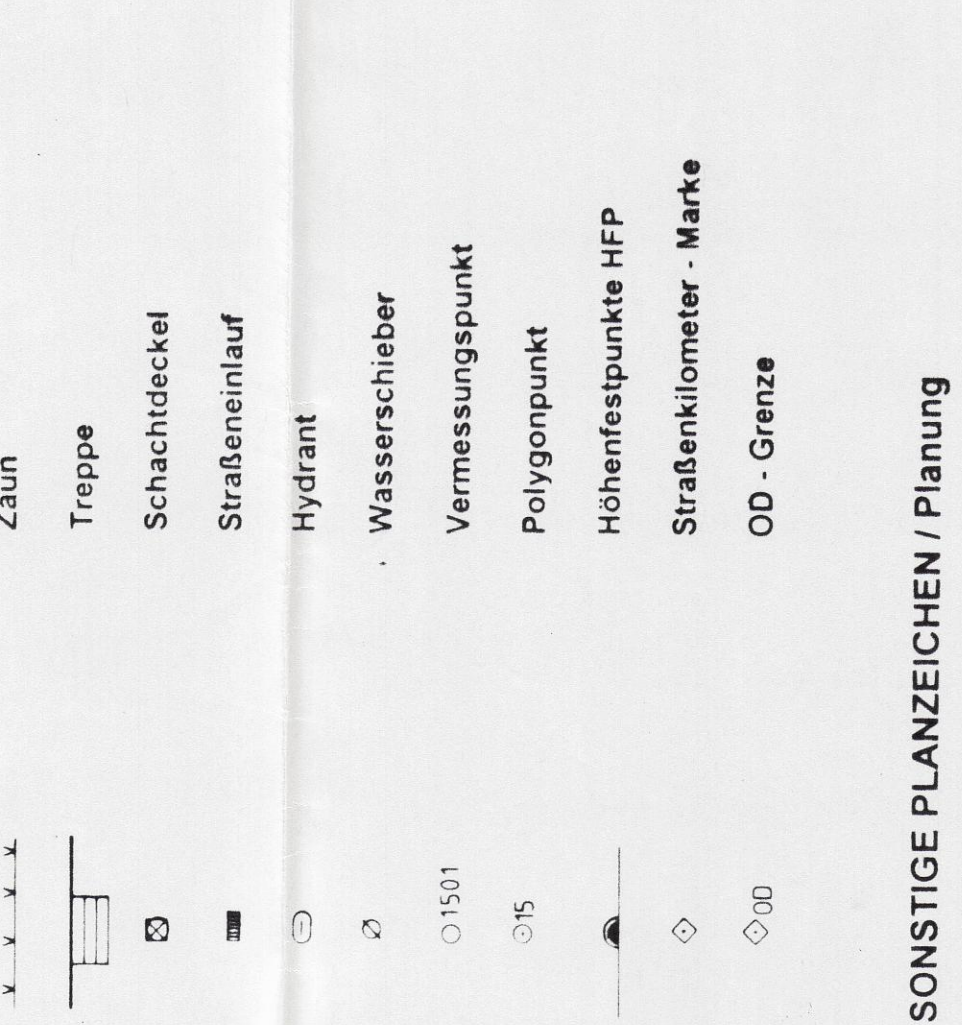 Zaun
Treppe
Schachtdeckel
Straßeneinlauf
Hydrant
Wasserschieber
1501 Vermessungspunkt
15 Polygonpunkt
Höhenfestpunkte HFP
Straßenkilometer - Marke
OD OD - Grenze
SONSTIGE PLANZEICHEN / Planung